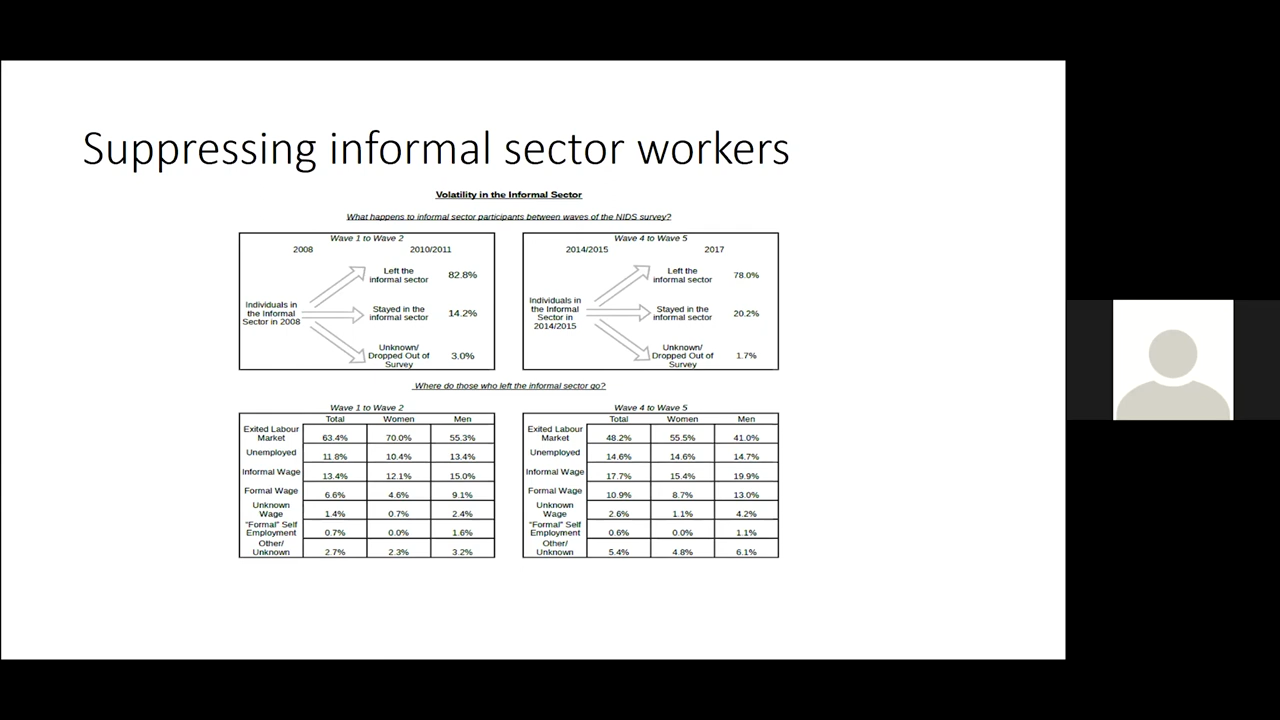 Suppressing informal sector workers
Volatility in the Informal Sector
What happens to informal sector participants between waves of the NIDS survey?
Wave 1 to Wave 2
2008 2010/2011
Individuals in
the Informal
Sector in 2008
Left the
informal sector 82.8%
Stayed in the
informal sector 14.2%
Unknown/
Dropped Out of
Survey 3.0%
Wave 4 to Wave 5
2014/2015 2017
Individuals in
the Informal
Sector in
2014/2015
Left the
informal sector 78.0%
Stayed in the
informal sector 20.2%
Unknown/
Dropped Out of
Survey 1.7%
Where do those who left the informal sector go?
Wave 1 to Wave 2
Total Women Men
Exited Labour
Market 63.4% 70.0% 55.3%
Unemployed 11.8% 10.4% 13.4%
Informal Wage 13.4% 12.1% 15.0%
Formal Wage 6.6% 4.6% 9.1%
Unknown
Wage 1.4% 0.7% 2.4%
"Formal" Self
Employment 0.7% 0.0% 1.6%
Other/
Unknown 2.7% 2.3% 3.2%
Wave 4 to Wave 5
Total Women Men
Exited Labour
Market 48.2% 55.5% 41.0%
Unemployed 14.6% 14.6% 14.7%
Informal Wage 17.7% 15.4% 19.9%
Formal Wage 10.9% 8.7% 13.0%
Unknown
Wage 2.6% 1.1% 4.2%
"Formal" Self
Employment 0.6% 0.0% 1.1%
Other/
Unknown 5.4% 4.8% 6.1%